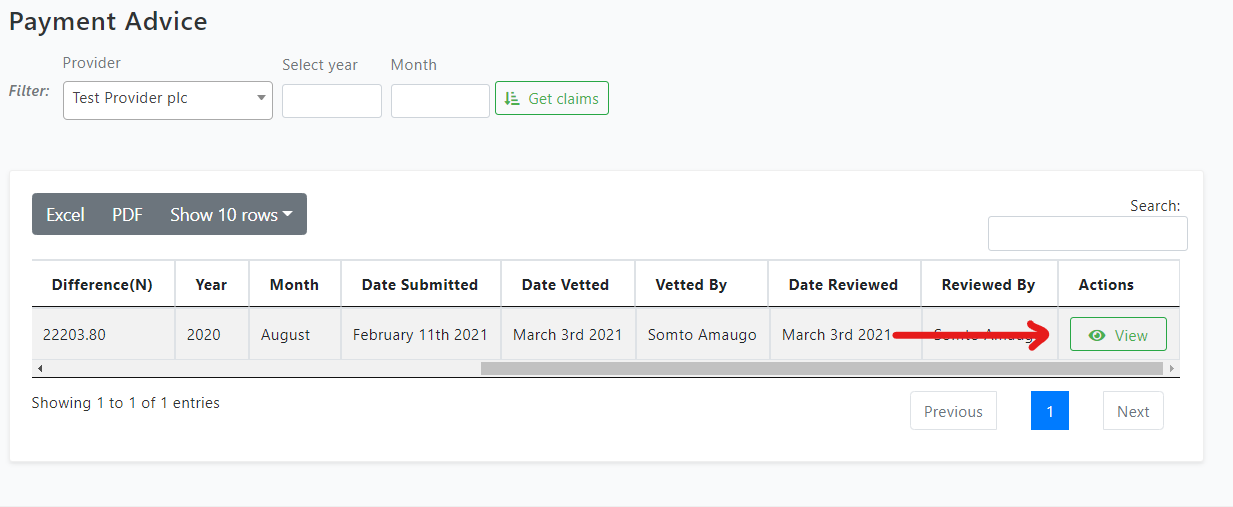 Payment Advice
Provider Select year Month
Filter: Test Provider plc Get claims
Excel PDF Show 10 rows Search:
Difference(N) Year Month Date Submitted Date Vetted Vetted By Date Reviewed Reviewed By Actions
22203.80 2020 August February 11th 2021 March 3rd 2021 Somto Amaugo March 3rd 2021 Somto Amaugo View
Showing 1 to 1 of 1 entries
Previous 1 Next